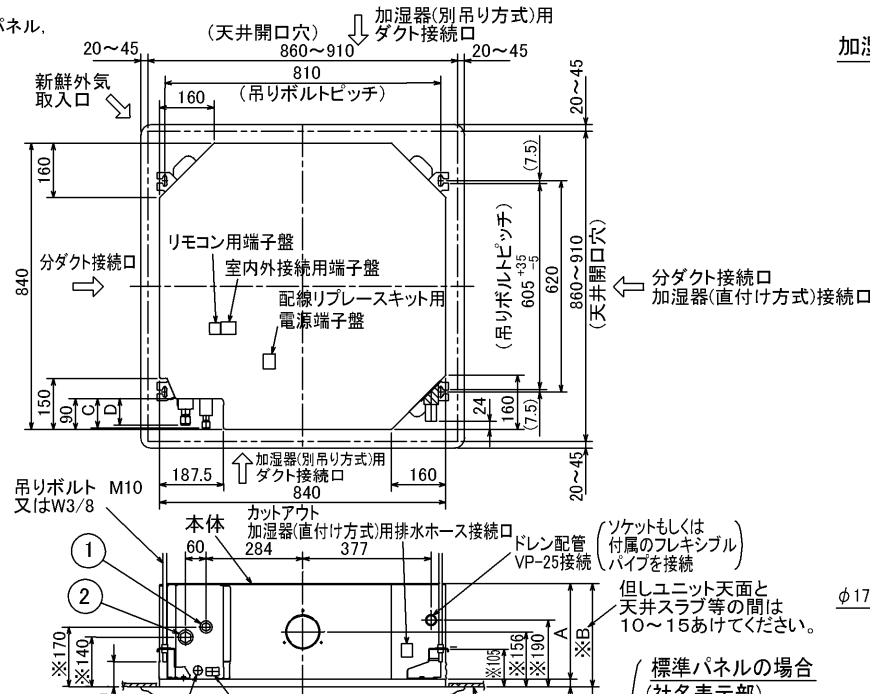 パネル,
(天井開口穴)
加湿器(別吊り方式)用
ダクト接続口
20~45
860~910
20~45
810
(吊りボルトピッチ)
新鮮外気
取入口
160
20~45
(7.5)
160
840
リモコン用端子盤
室内外接続用端子盤
分ダクト接続口
配線リプレースキット用
電源端子盤
(吊りボルトピッチ)
605 +35 -5
620
860~910
(天井開口穴)
分ダクト接続口
加湿器(直付け方式)接続口
150
90
C
D
24
160
(7.5)
20~45
187.5
加湿器(別吊り方式)用
ダクト接続口
160
840
吊りボルト M10
又はW3/8
本体
カットアウト
加湿器(直付け方式)用排水ホース接続口
60
284
377
ドレン配管
VP-25接続
ソケットもしくは
付属のフレキシブル
パイプを接続
①
②
但しユニット天面と
天井スラブ等の間は
10~15あけてください。
※170
※140
※105
※156
※190
A
※B
φ17
標準パネルの場合